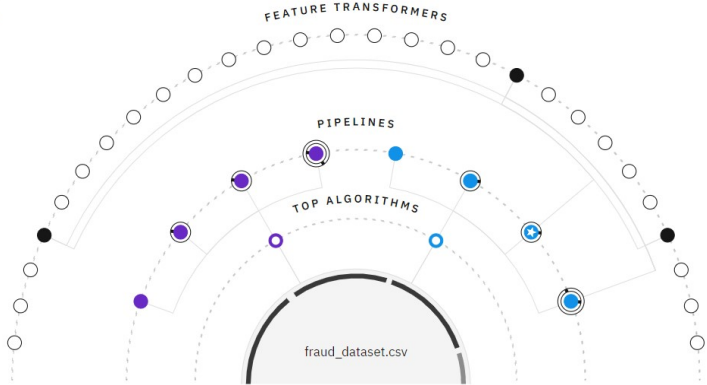 FEATURE TRANSFORMERS
PIPELINES
TOP ALGORITHMS
fraud_dataset.csv